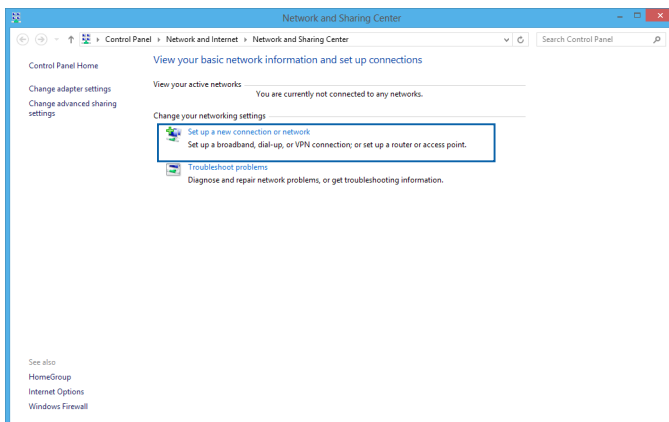 Network and Sharing Center
Control Panel Network and Internet Network and Sharing Center
Search Control Panel
Control Panel Home
Change adapter settings
Change advanced sharing
settings
View your basic network information and set up connections
View your active networks
You are currently not connected to any networks.
Change your networking settings
Set up a new connection or network
Set up a broadband, dial-up, or VPN connection; or set up a router or access point.
Troubleshoot problems
Diagnose and repair network problems, or get troubleshooting information.
See also
HomeGroup
Internet Options
Windows Firewall